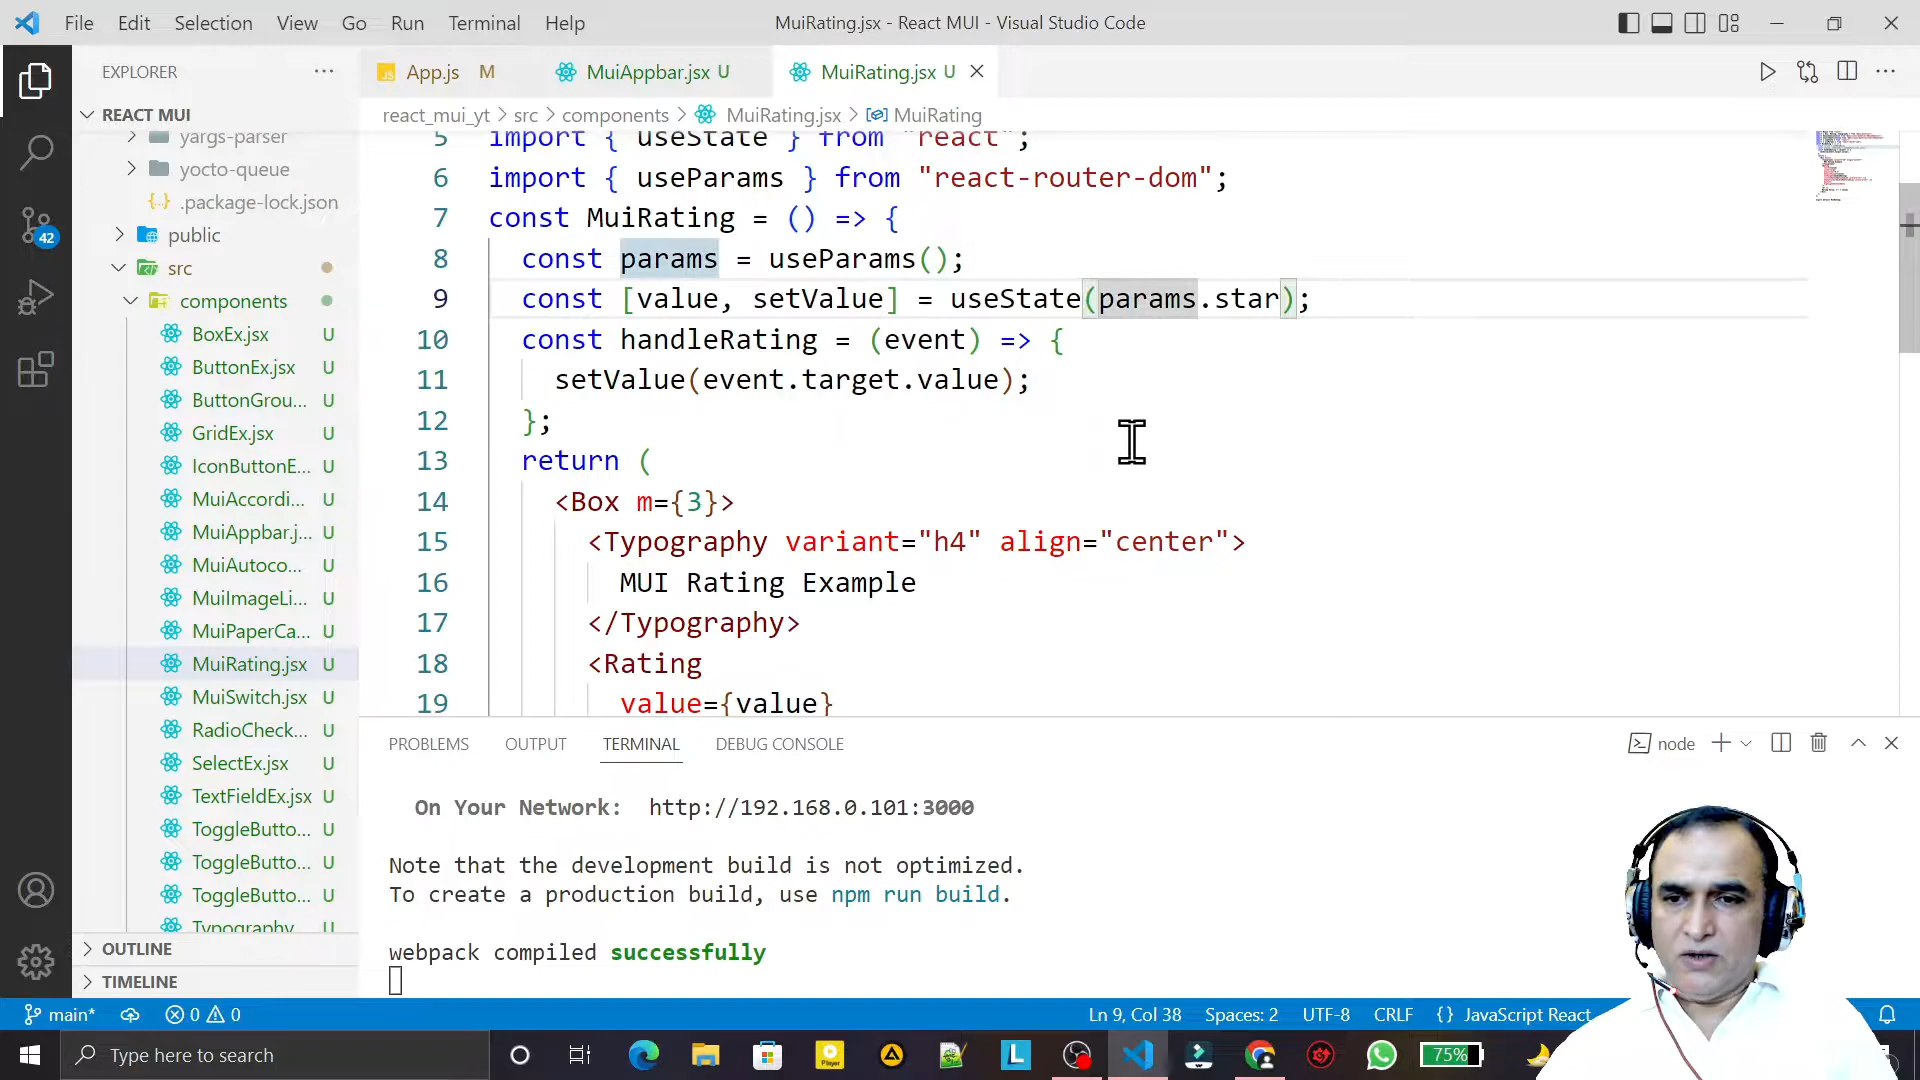 File Edit Selection View Go Run Terminal Help MuiRating.jsx - React MUI - Visual Studio Code
EXPLORER
App.js M MuiAppbar.jsx U MuiRating.jsx U
REACT MUI
react_mui_yt > src > components > MuiRating.jsx > MuiRating
yargs-parser
yocto-queue
.package-lock.json
public
src
components
BoxEx.jsx U
ButtonEx.jsx U
ButtonGrou... U
GridEx.jsx U
IconButtonE... U
MuiAccordi... U
MuiAppbar.j... U
MuiAutoco... U
MuiImageLi... U
MuiPaperCa... U
MuiRating.jsx U
MuiSwitch.jsx U
RadioCheck... U
SelectEx.jsx U
TextFieldEx.jsx U
ToggleButto... U
ToggleButto... U
ToggleButto... U
Typography U
OUTLINE
TIMELINE
42
5 import { useState } from "react";
6 import { useParams } from "react-router-dom";
7 const MuiRating = () => {
8 const params = useParams();
9 const [value, setValue] = useState(params.star);
10 const handleRating = (event) => {
11 setValue(event.target.value);
12 };
13 return (
14 <Box m={3}>
15 <Typography variant="h4" align="center">
16 MUI Rating Example
17 </Typography>
18 <Rating
19 value={value}
PROBLEMS OUTPUT TERMINAL DEBUG CONSOLE node
On Your Network: http://192.168.0.101:3000
Note that the development build is not optimized.
To create a production build, use npm run build.
webpack compiled successfully
main* 0 0 Ln 9, Col 38 Spaces: 2 UTF-8 CRLF {} JavaScript React
Type here to search
75%